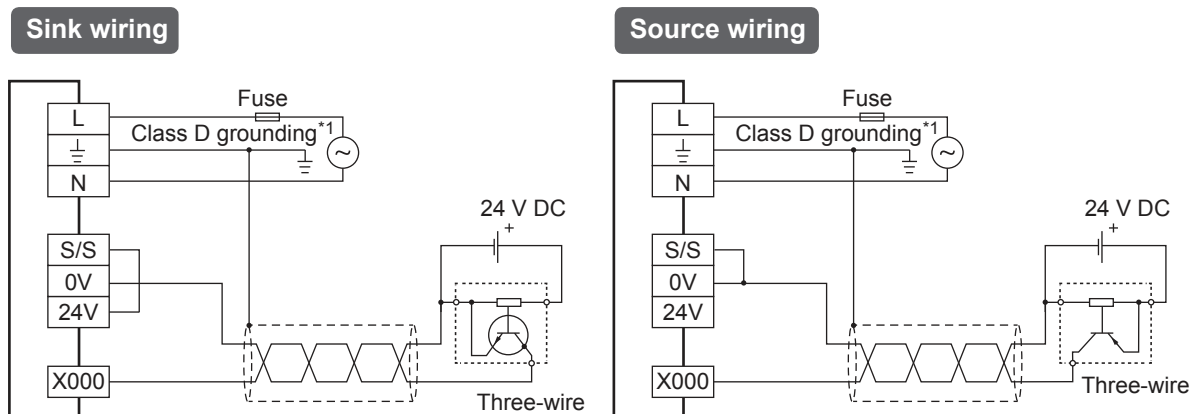 Sink wiring
L
Fuse
Class D grounding*1
N
~
24 V DC
+
S/S
0V
24V
X000
Three-wire
Source wiring
L
Fuse
Class D grounding*1
N
~
24 V DC
+
S/S
0V
24V
X000
Three-wire